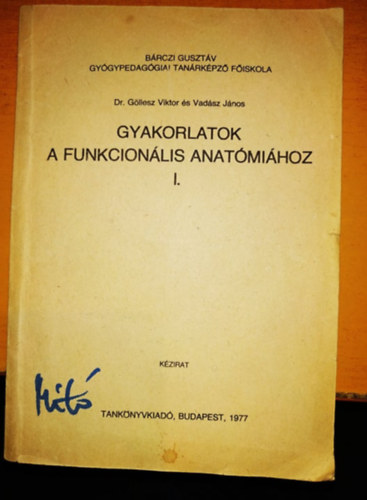 BÁRCZI GUSZTÁV
GYÓGYPEDAGÓGIAI TANÁRKÉPZŐ FŐISKOLA
Dr. Göllesz Viktor és Vadász János
GYAKORLATOK
A FUNKCIONÁLIS ANATÓMIÁHOZ
I.
KÉZIRAT
TANKÖNYVKIADÓ, BUDAPEST, 1977